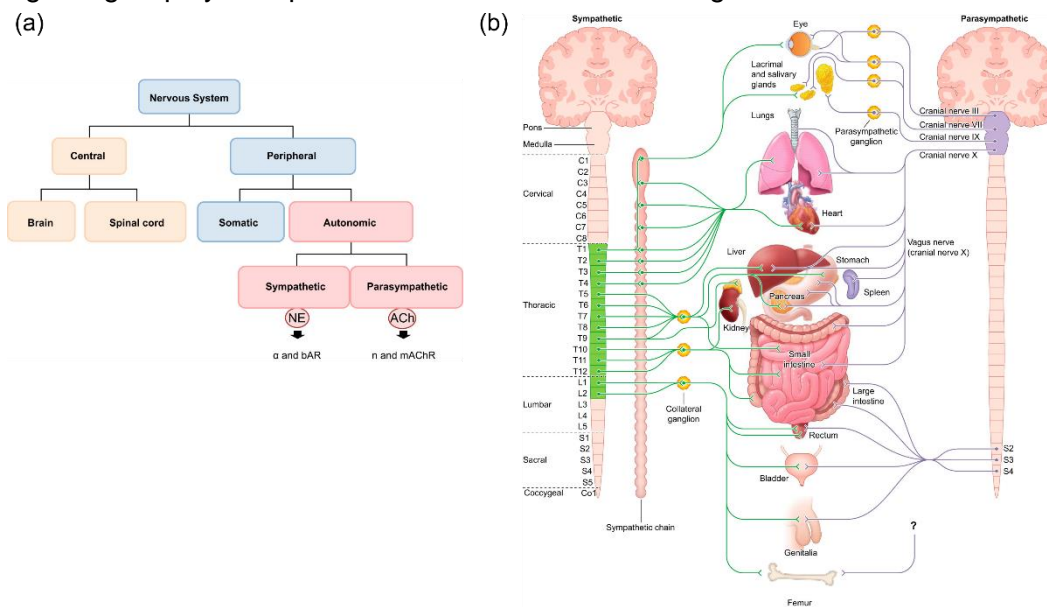 (a)
Nervous System
Central
Peripheral
Brain
Spinal cord
Somatic
Autonomic
Sympathetic
Parasympathetic
NE
ACh
α and bAR
n and mAChR
(b)
Sympathetic
Parasympathetic
Eye
Lacrimal
and salivary
glands
Lungs
Parasympathetic
ganglion
Cranial nerve III
Cranial nerve VII
Cranial nerve IX
Cranial nerve X
Pons
Medulla
Cervical
C1
C2
C3
C4
C5
C6
C7
C8
Heart
Thoracic
T1
T2
T3
T4
T5
T6
T7
T8
T9
T10
T11
T12
Liver
Stomach
Vagus nerve
(cranial nerve X)
Spleen
Pancreas
Kidney
Small
intestine
Large
intestine
Lumbar
L1
L2
L3
L4
L5
Collateral
ganglion
Rectum
Sacral
S1
S2
S3
S4
S5
Coccygeal
Co1
S2
S3
S4
Bladder
Sympathetic chain
Genitalia
?
Femur